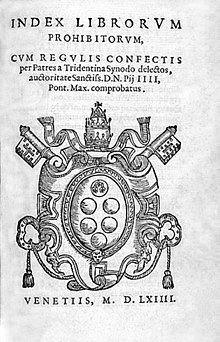 INDEX LIBRORVM
PROHIBITORVM,
CVM REGVLIS CONFECTIS
per Patres a Tridentina Synodo delectos,
auctoritate Sanctiss. D. N. Pij IIII,
Pont. Max. comprobatus.
VENETIIS, M. D. LXIIII.